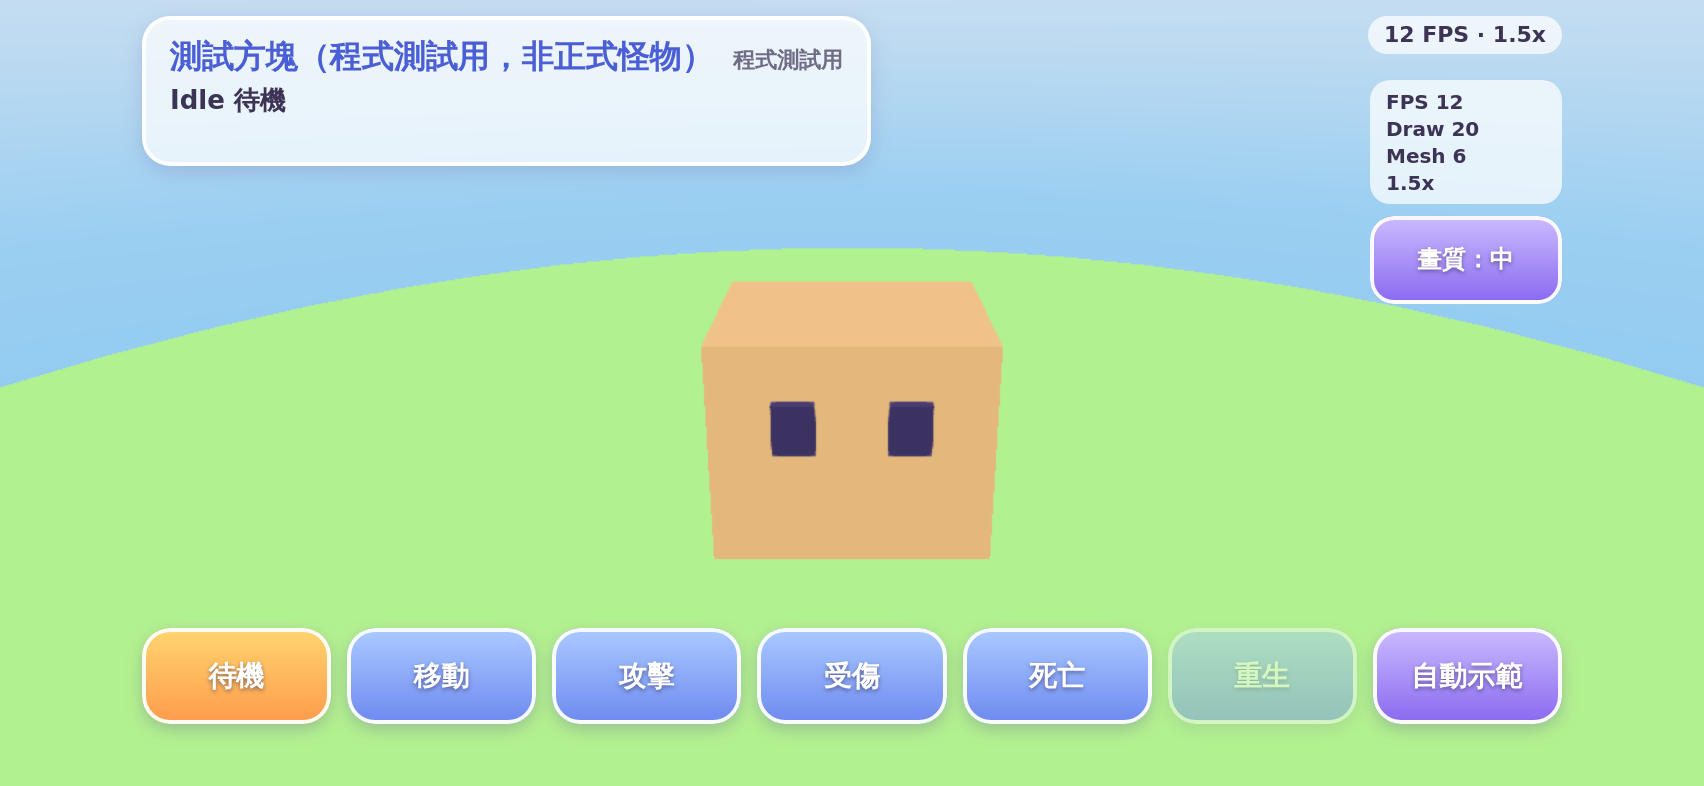 測試方塊（程式測試用，非正式怪物） 程式測試用
Idle 待機
12 FPS · 1.5x
FPS 12
Draw 20
Mesh 6
1.5x
畫質：中
待機 移動 攻擊 受傷 死亡 重生 自動示範